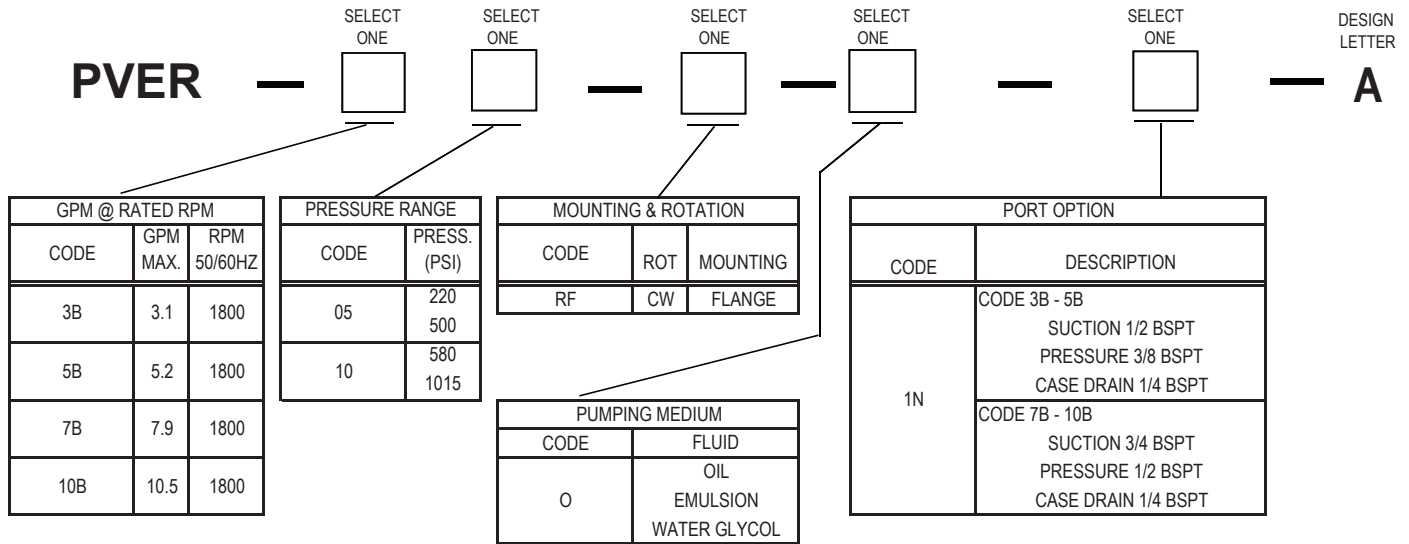 SELECT ONE
SELECT ONE
SELECT ONE
SELECT ONE
SELECT ONE
DESIGN LETTER
PVER — — — — — A
GPM @ RATED RPM
CODE GPM MAX. RPM 50/60HZ
3B 3.1 1800
5B 5.2 1800
7B 7.9 1800
10B 10.5 1800
PRESSURE RANGE
CODE PRESS. (PSI)
05 220 500
10 580 1015
MOUNTING & ROTATION
CODE ROT MOUNTING
RF CW FLANGE
PUMPING MEDIUM
CODE FLUID
O OIL
EMULSION
WATER GLYCOL
PORT OPTION
CODE DESCRIPTION
1N
CODE 3B - 5B
SUCTION 1/2 BSPT
PRESSURE 3/8 BSPT
CASE DRAIN 1/4 BSPT
CODE 7B - 10B
SUCTION 3/4 BSPT
PRESSURE 1/2 BSPT
CASE DRAIN 1/4 BSPT